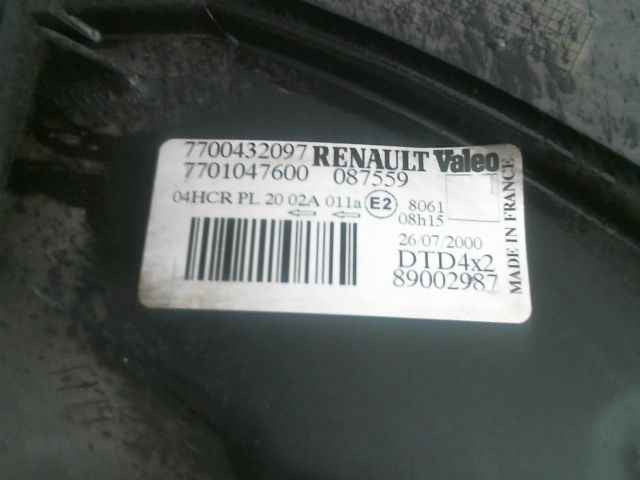 7700432097 RENAULT Valeo
7701047600 087559
04HCR PL 20 02A 011a E2 8061
08h15
26/07/2000
DTD4x2
89002987
MADE IN FRANCE